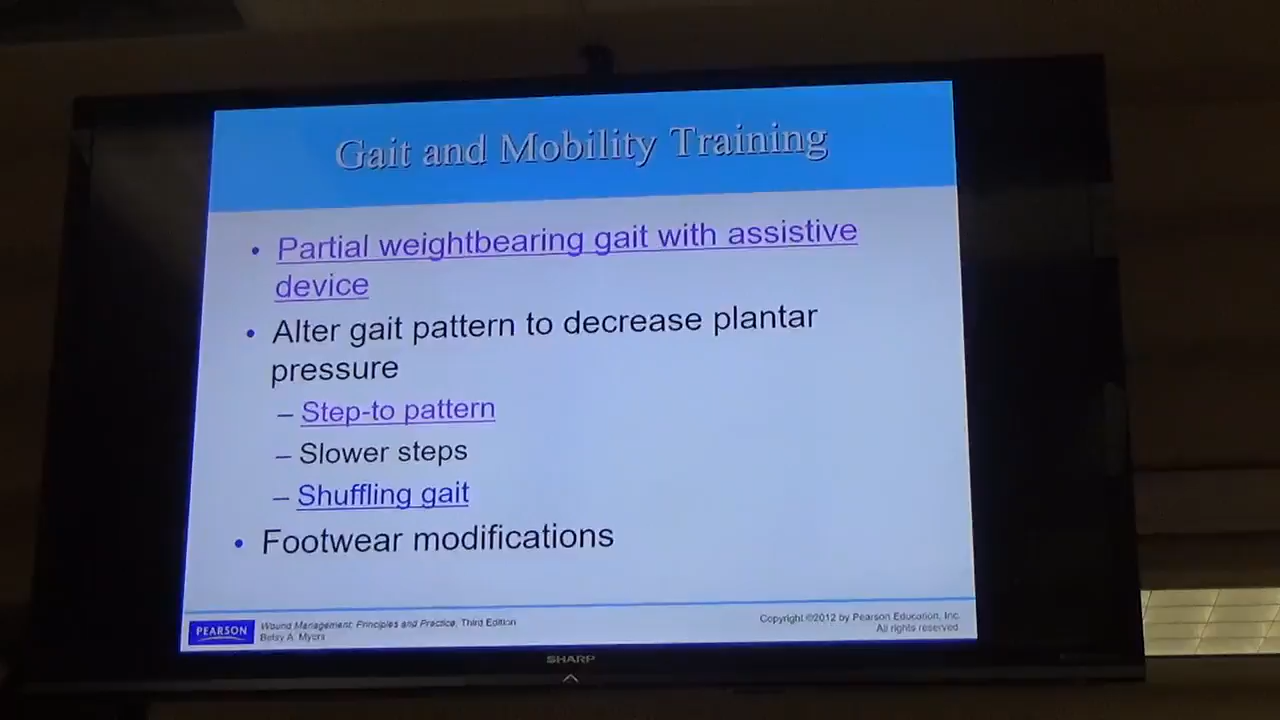 Gait and Mobility Training
• Partial weightbearing gait with assistive
device
• Alter gait pattern to decrease plantar
pressure
– Step-to pattern
– Slower steps
– Shuffling gait
• Footwear modifications
PEARSON
Wound Management: Principles and Practice, Third Edition
Betsy A. Myers
Copyright ©2012 by Pearson Education, Inc.
All rights reserved.
SHARP